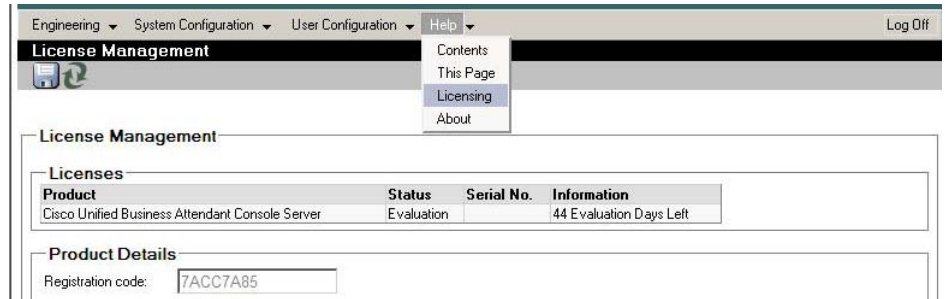 Engineering System Configuration User Configuration Help Log Off
License Management
Contents
This Page
Licensing
About
License Management
Licenses
Product Status Serial No. Information
Cisco Unified Business Attendant Console Server Evaluation 44 Evaluation Days Left
Product Details
Registration code: 7ACC7A85